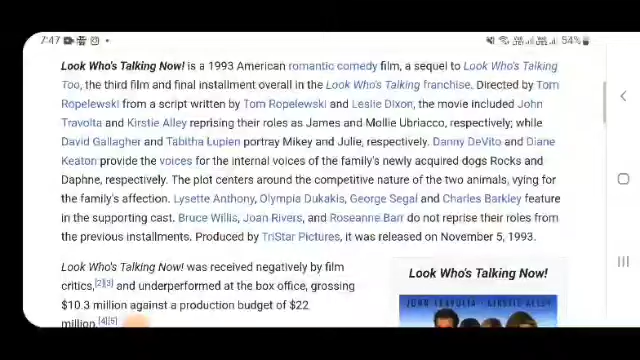 7:47 54%
Look Who's Talking Now! is a 1993 American romantic comedy film, a sequel to Look Who's Talking
Too, the third film and final installment overall in the Look Who's Talking franchise. Directed by Tom
Ropelewski from a script written by Tom Ropelewski and Leslie Dixon, the movie included John
Travolta and Kirstie Alley reprising their roles as James and Mollie Ubriacco, respectively; while
David Gallagher and Tabitha Lupien portray Mikey and Julie, respectively. Danny DeVito and Diane
Keaton provide the voices for the internal voices of the family's newly acquired dogs Rocks and
Daphne, respectively. The plot centers around the competitive nature of the two animals, vying for
the family's affection. Lysette Anthony, Olympia Dukakis, George Segal and Charles Barkley feature
in the supporting cast. Bruce Willis, Joan Rivers, and Roseanne Barr do not reprise their roles from
the previous installments. Produced by TriStar Pictures, it was released on November 5, 1993.
Look Who's Talking Now! was received negatively by film
critics,[2][3] and underperformed at the box office, grossing
$10.3 million against a production budget of $22
million.[4][5]
Look Who's Talking Now!
JOHN TRAVOLTA KIRSTIE ALLEY